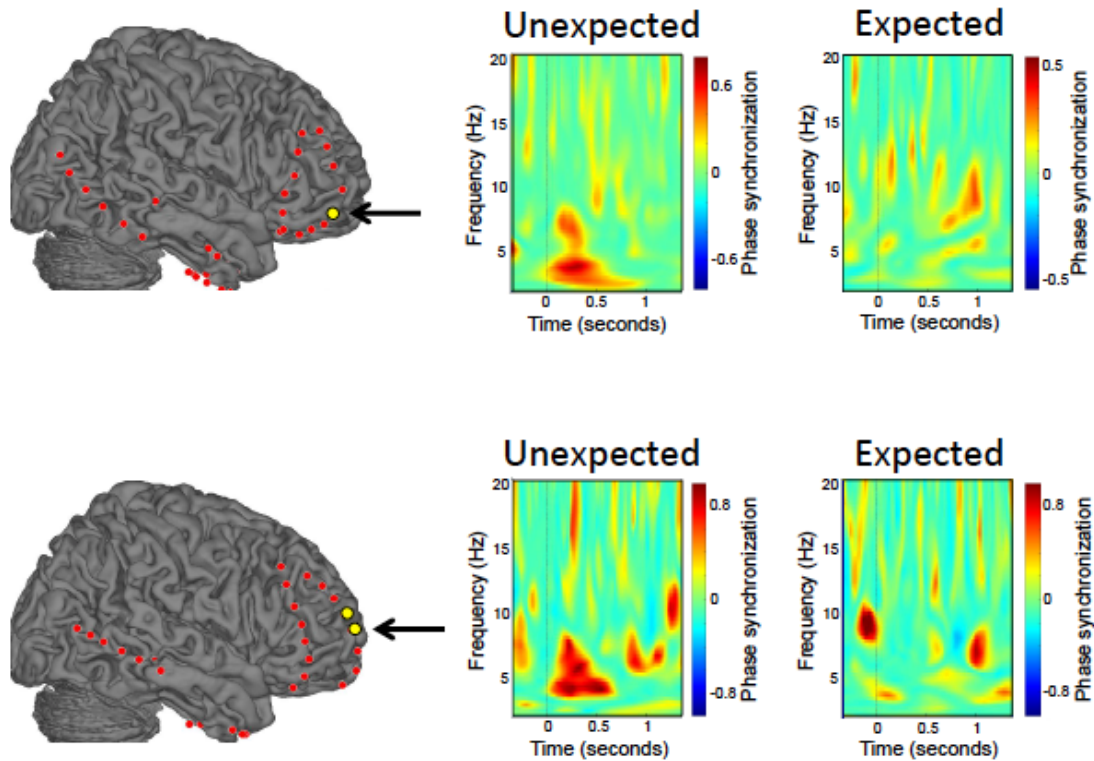 Unexpected
Expected
20
15
10
5
0
0.5
1
Frequency (Hz)
Time (seconds)
0.6
0
-0.6
Phase synchronization
20
15
10
5
0
0.5
1
Frequency (Hz)
Time (seconds)
0.5
0
-0.5
Phase synchronization
Unexpected
Expected
20
15
10
5
0
0.5
1
Frequency (Hz)
Time (seconds)
0.8
0
-0.8
Phase synchronization
20
15
10
5
0
0.5
1
Frequency (Hz)
Time (seconds)
0.8
0
-0.8
Phase synchronization